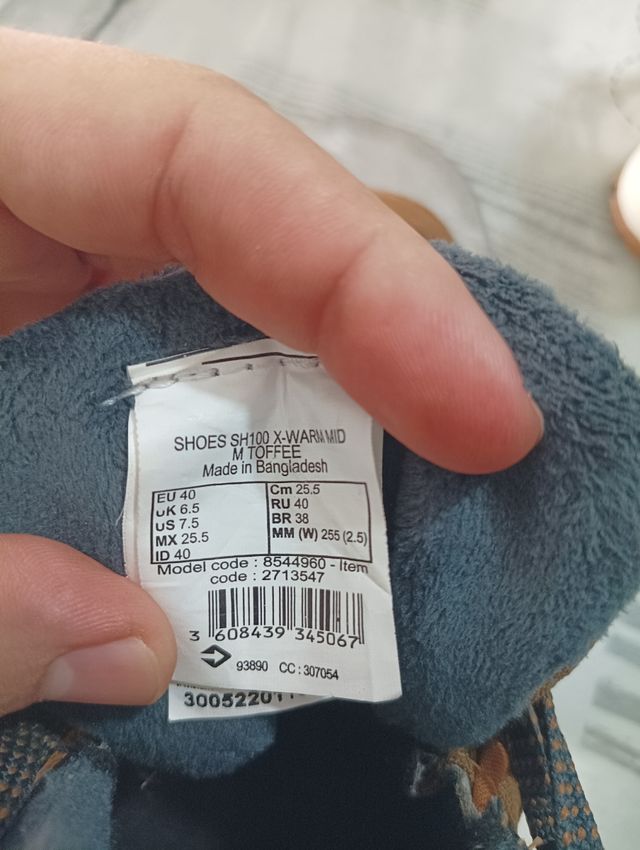 SHOES SH100 X-WARM MID
M TOFFEE
Made in Bangladesh
EU 40
UK 6.5
US 7.5
MX 25.5
ID 40
Cm 25.5
RU 40
BR 38
MM (W) 255 (2.5)
Model code : 8544960 - Item
code : 2713547
3 608439 345067
93890 CC : 307054